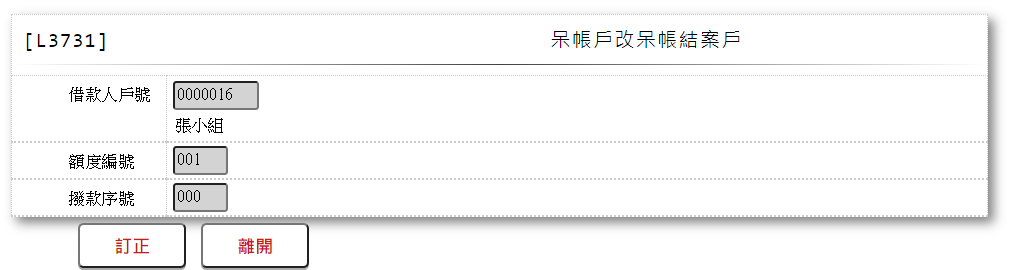 [L3731] 呆帳戶改呆帳結案戶
借款人戶號 0000016
張小組
額度編號 001
撥款序號 000
訂正 離開